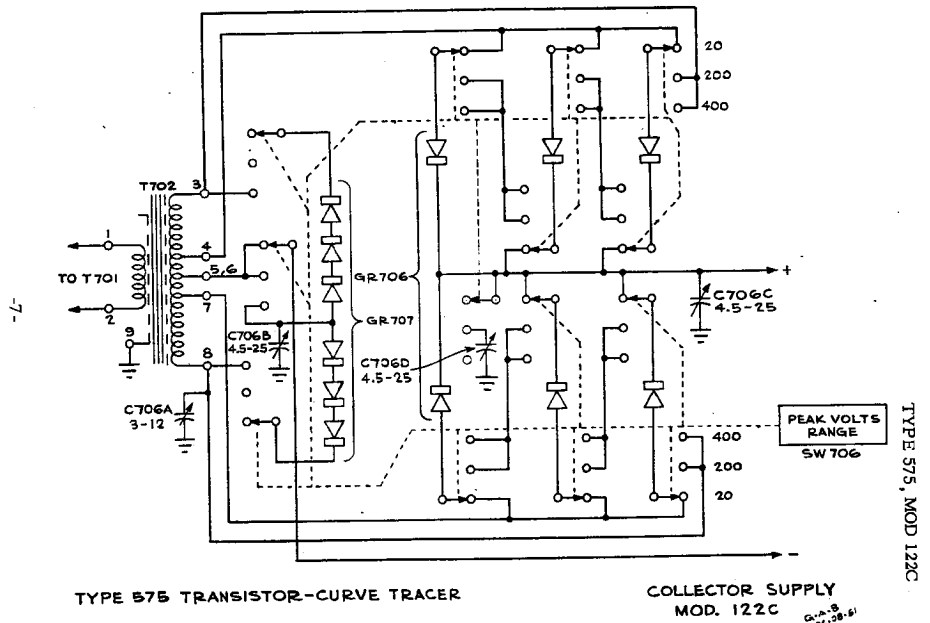 20
200
400
T702
3
1
4
5,6
TO T701
7
2
9
8
GR706
GR707
+
C706C
4.5-25
C706B
4.5-25
C706D
4.5-25
C706A
3-12
PEAK VOLTS
RANGE
SW706
400
200
20
-
-7-
TYPE 575, MOD 122C
TYPE 575 TRANSISTOR-CURVE TRACER
COLLECTOR SUPPLY
MOD. 122C